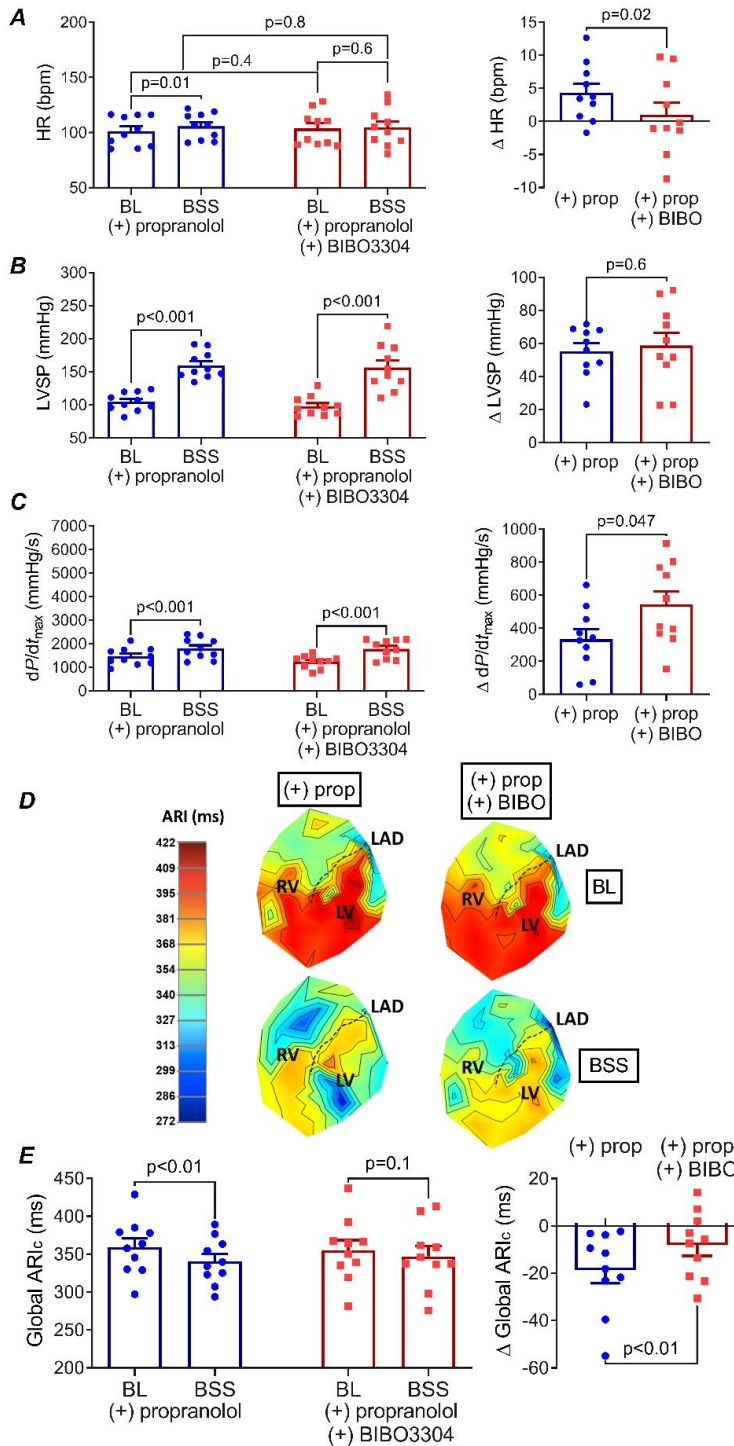 A
p=0.8
p=0.4
p=0.6
p=0.01
HR (bpm)
200
150
100
50
BL BSS BL BSS
(+) propranolol (+) propranolol
(+) BIBO3304
p=0.02
Δ HR (bpm)
15
10
5
0
5
-10
(+) prop (+) prop
(+) BIBO
B
p<0.001 p<0.001
LVSP (mmHg)
300
250
200
150
100
50
BL BSS BL BSS
(+) propranolol (+) propranolol
(+) BIBO3304
p=0.6
Δ LVSP (mmHg)
100
80
60
40
20
0
(+) prop (+) prop
(+) BIBO
C
p<0.001 p<0.001
dP/dtmax (mmHg/s)
7000
6000
5000
4000
3000
2000
1000
0
BL BSS BL BSS
(+) propranolol (+) propranolol
(+) BIBO3304
p=0.047
Δ dP/dtmax (mmHg/s)
1000
800
600
400
200
0
(+) prop (+) prop
(+) BIBO
D
(+) prop (+) prop
(+) BIBO
ARI (ms)
422
409
395
381
368
354
340
327
313
299
286
272
LAD LAD
RV RV
LV LV
BL
LAD LAD
RV RV
LV LV
BSS
E
p<0.01 p=0.1
Global ARIc (ms)
450
400
350
300
250
200
BL BSS BL BSS
(+) propranolol (+) propranolol
(+) BIBO3304
(+) prop (+) prop
(+) BIBO
Δ Global ARIc (ms)
20
0
-20
-40
-60
p<0.01